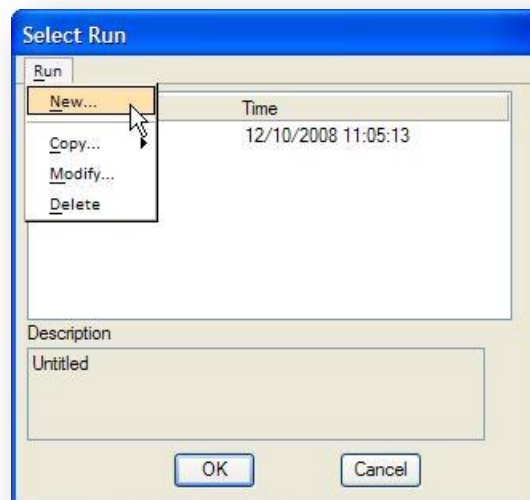 Select Run
Run
New...
Time
Copy...
12/10/2008 11:05:13
Modify...
Delete
Description
Untitled
OK Cancel